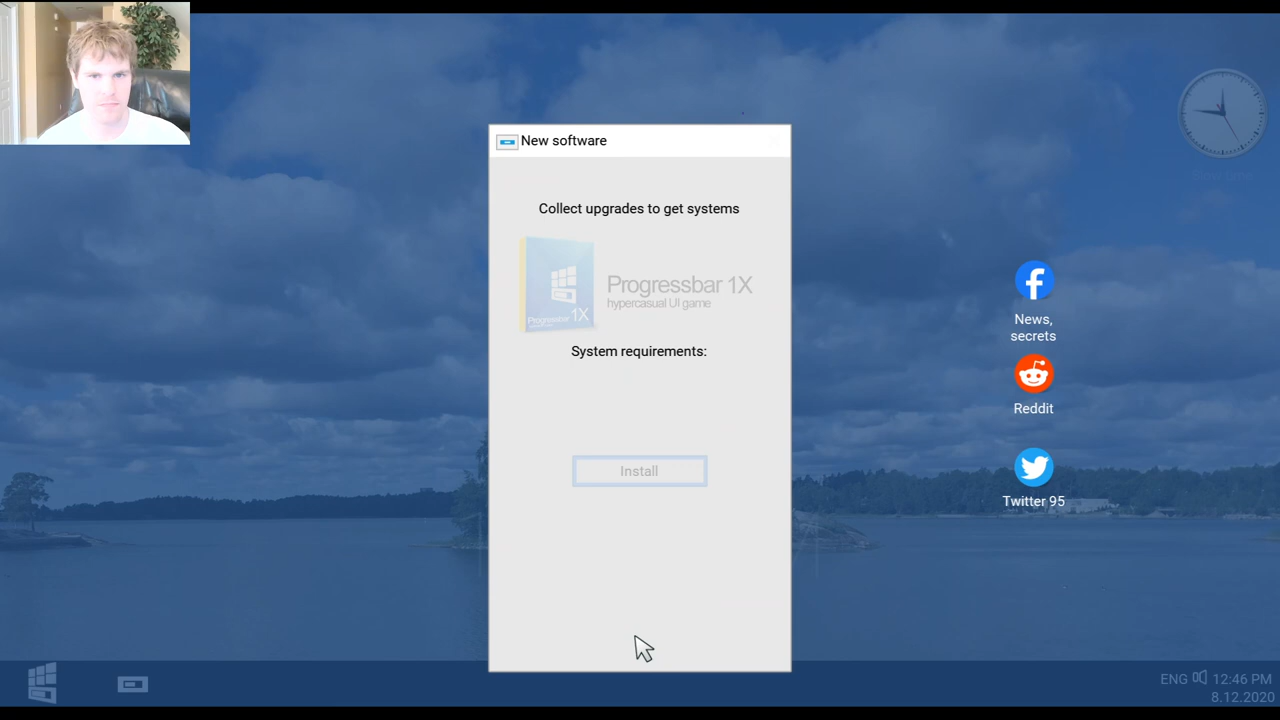 New software
Collect upgrades to get systems
Progressbar 1X
hypercasual UI game
Progressbar 1X
System requirements:
Install
News,
secrets
Reddit
Twitter 95
ENG 12:46 PM
8.12.2020